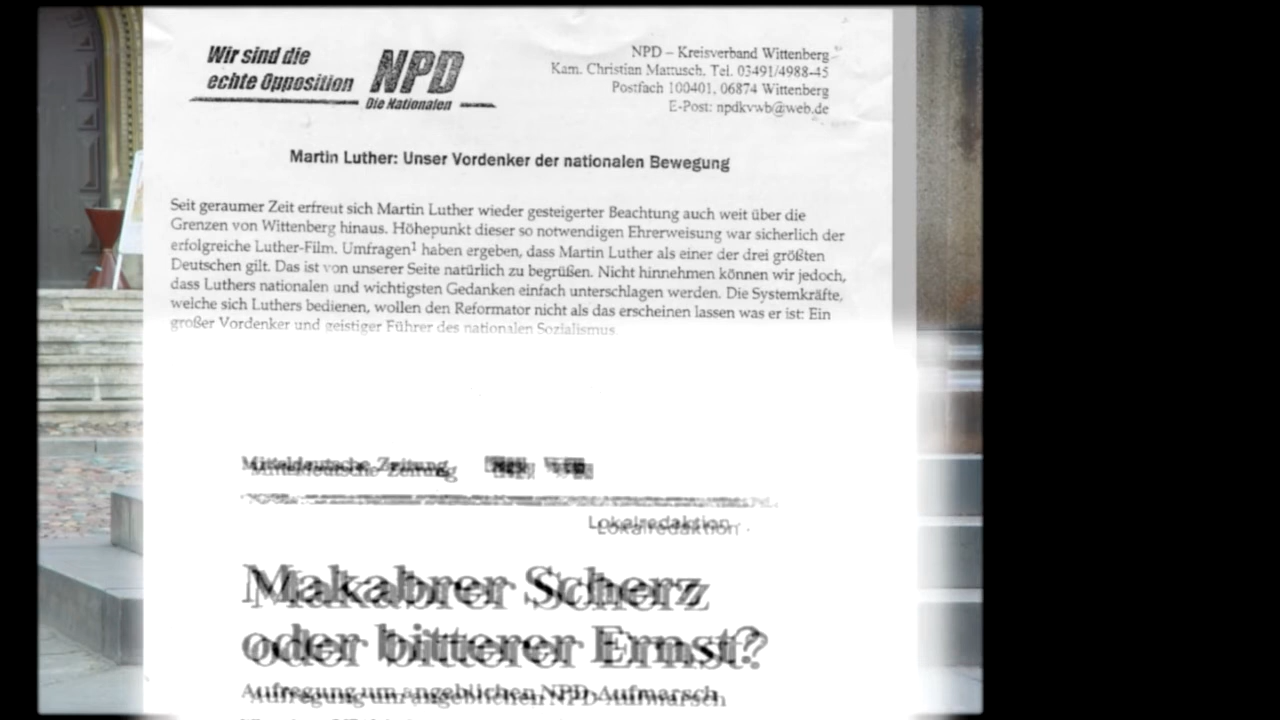 Wir sind die
echte Opposition
NPD
Die Nationalen
NPD – Kreisverband Wittenberg
Kam. Christian Mattusch. Tel. 03491/4988-45
Postfach 100401, 06874 Wittenberg
E-Post: npdkvwb@web.de
Martin Luther: Unser Vordenker der nationalen Bewegung
Seit geraumer Zeit erfreut sich Martin Luther wieder gesteigerter Beachtung auch weit über die
Grenzen von Wittenberg hinaus. Höhepunkt dieser so notwendigen Ehrerweisung war sicherlich der
erfolgreiche Luther-Film. Umfragen¹ haben ergeben, dass Martin Luther als einer der drei größten
Deutschen gilt. Das ist von unserer Seite natürlich zu begrüßen. Nicht hinnehmen können wir jedoch,
dass Luthers nationalen und wichtigsten Gedanken einfach unterschlagen werden. Die Systemkräfte,
welche sich Luthers bedienen, wollen den Reformator nicht als das erscheinen lassen was er ist: Ein
großer Vordenker und geistiger Führer des nationalen Sozialismus.
Mitteldeutsche Zeitung
Lokalredaktion
Makabrer Scherz
oder bitterer Ernst?
Aufregung um angeblichen NPD-Aufmarsch